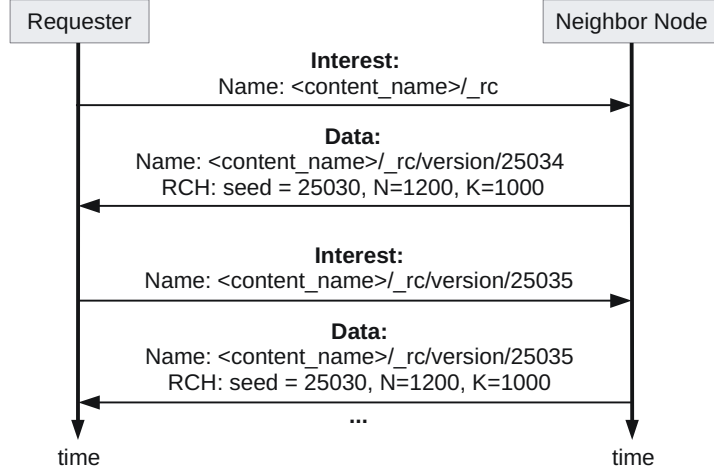 Requester
Neighbor Node
Interest:
Name: <content_name>/_rc
Data:
Name: <content_name>/_rc/version/25034
RCH: seed = 25030, N=1200, K=1000
Interest:
Name: <content_name>/_rc/version/25035
Data:
Name: <content_name>/_rc/version/25035
RCH: seed = 25030, N=1200, K=1000
...
time
time